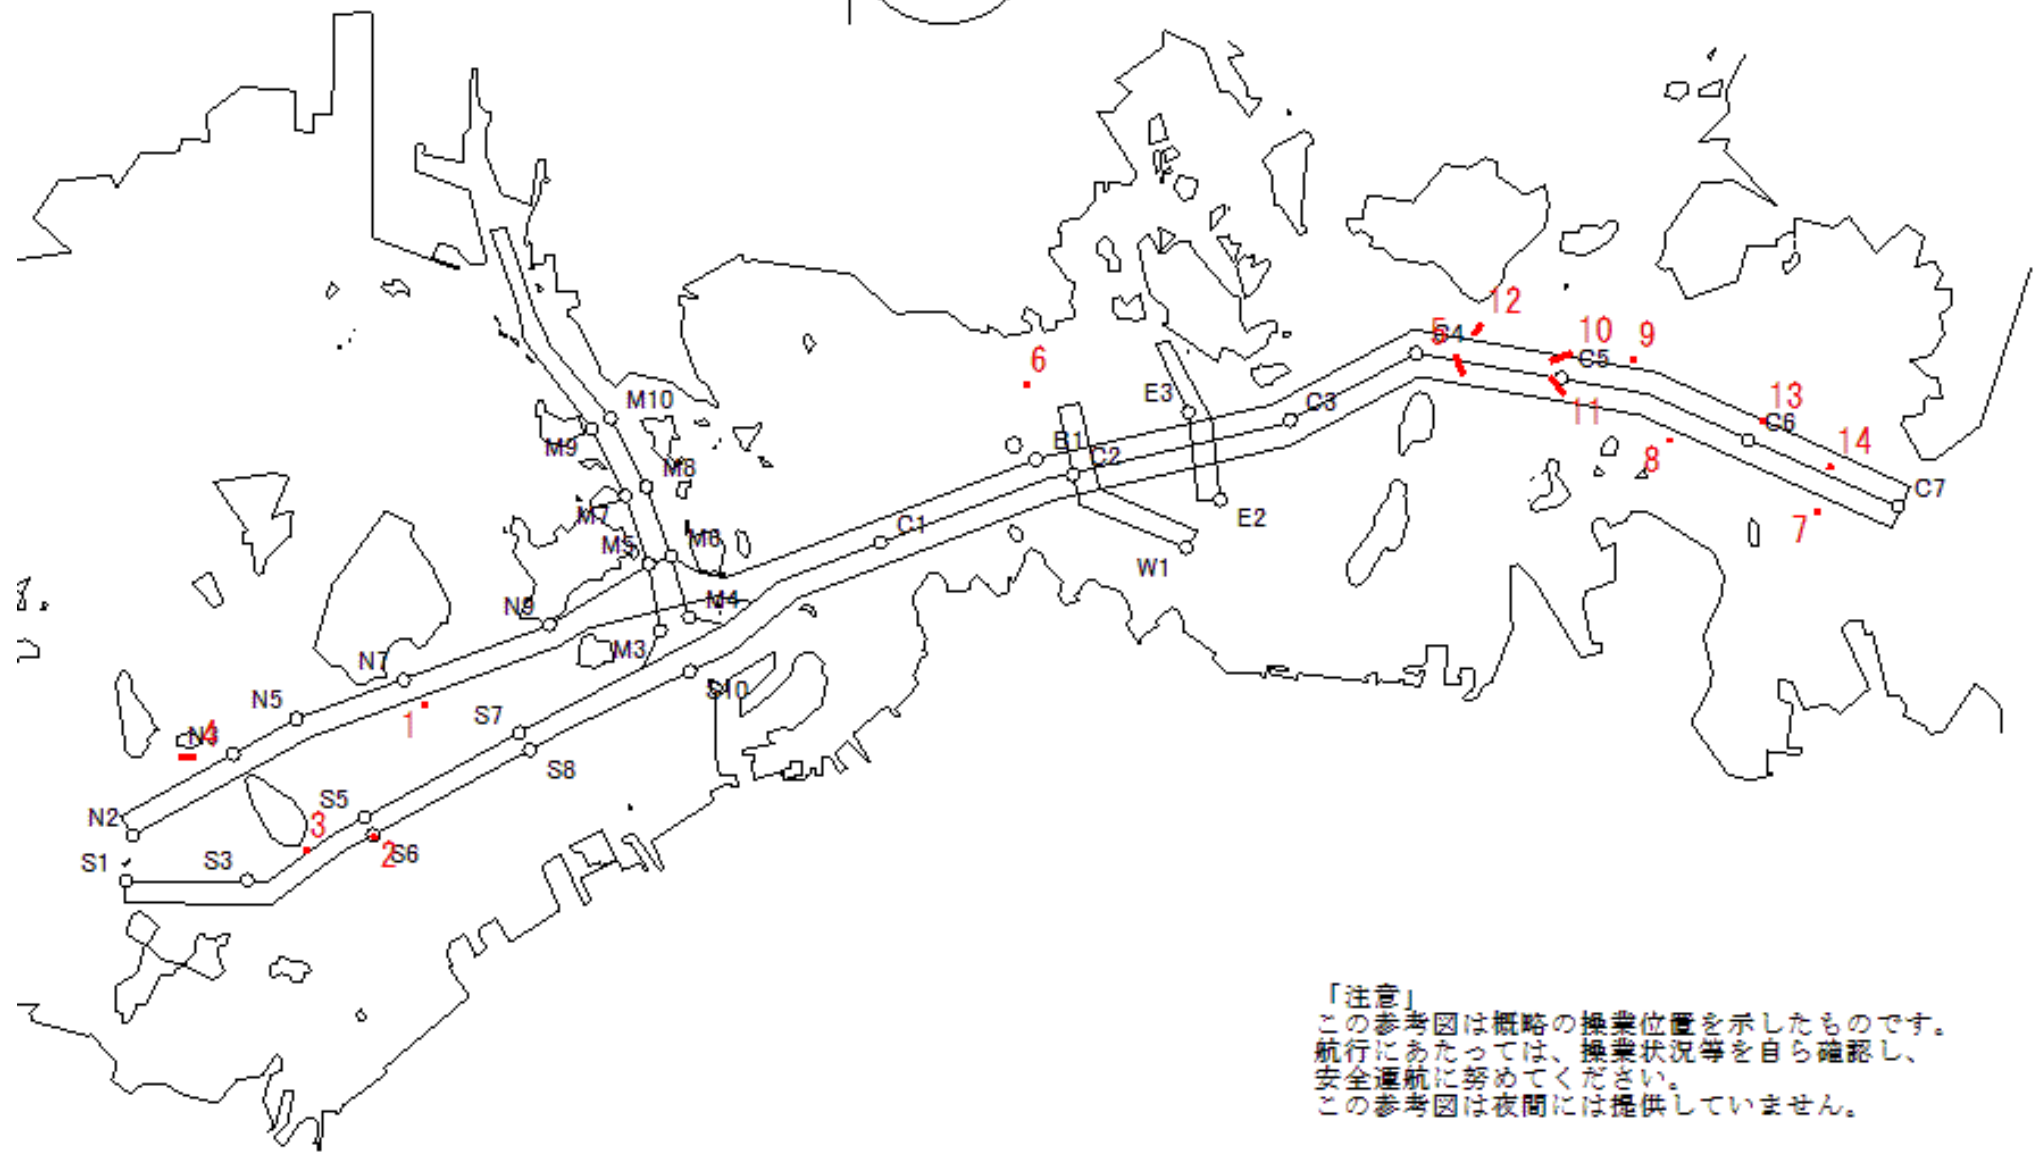 12
5
C4
10
C5
9
6
M10
E3
C3
11
13
C6
M9
B1
C2
M8
8
14
C7
M7
E2
7
C1
M5
M6
W1
N9
M4
M3
N7
S10
N5
1
S7
N3
4
S8
N2
S5
3
S1
S3
2
S6
「注意」
この参考図は概略の操業位置を示したものです。
航行にあたっては、操業状況等を自ら確認し、
安全運航に努めてください。
この参考図は夜間には提供していません。